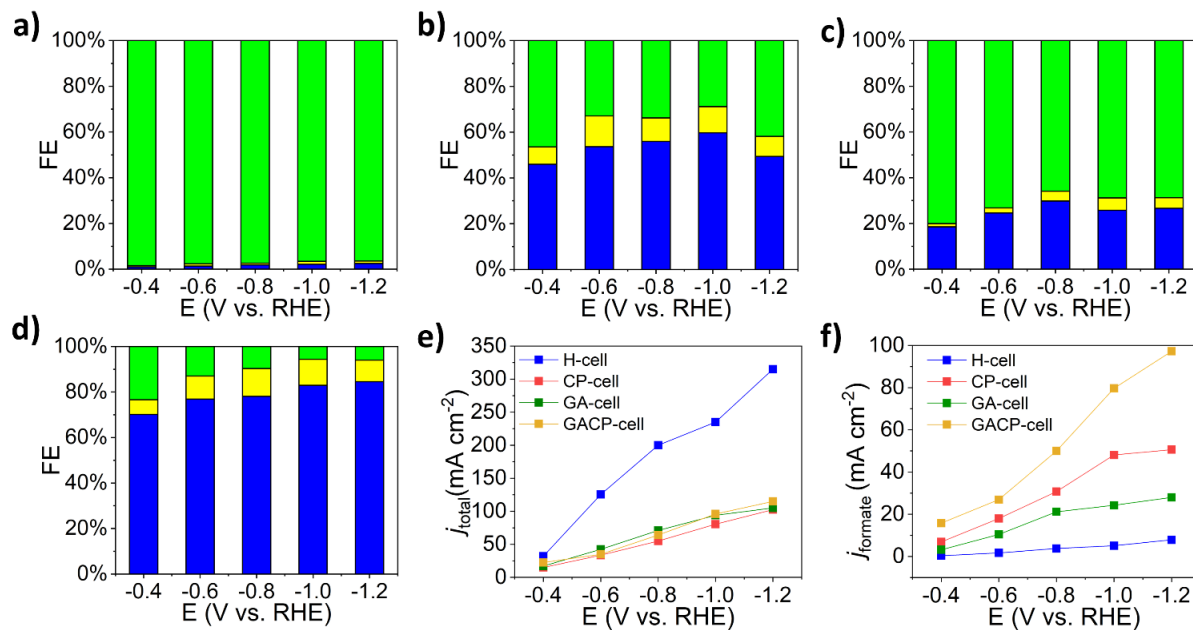 a)
100%
80%
60%
40%
20%
0%
FE
-0.4 -0.6 -0.8 -1.0 -1.2
E (V vs. RHE)
b)
100%
80%
60%
40%
20%
0%
FE
-0.4 -0.6 -0.8 -1.0 -1.2
E (V vs. RHE)
c)
100%
80%
60%
40%
20%
0%
FE
-0.4 -0.6 -0.8 -1.0 -1.2
E (V vs. RHE)
d)
100%
80%
60%
40%
20%
0%
FE
-0.4 -0.6 -0.8 -1.0 -1.2
E (V vs. RHE)
e)
350
300
250
200
150
100
50
0
jtotal(mA cm-2)
H-cell
CP-cell
GA-cell
GACP-cell
-0.4 -0.6 -0.8 -1.0 -1.2
E (V vs. RHE)
f)
100
80
60
40
20
0
jformate (mA cm-2)
H-cell
CP-cell
GA-cell
GACP-cell
-0.4 -0.6 -0.8 -1.0 -1.2
E (V vs. RHE)